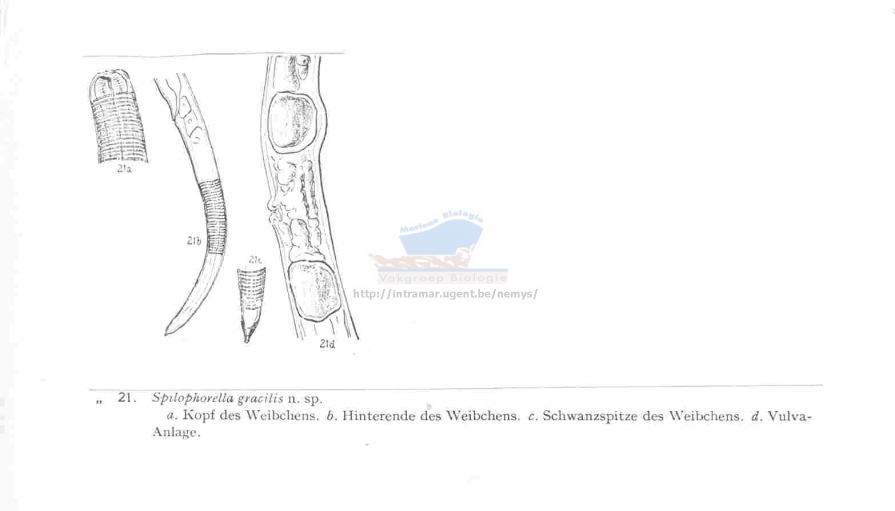 21a
21b
21c
21d
Mariene Biologie
Vakgroep Biologie
http://intramar.ugent.be/nemys/
„ 21. Spilophorella gracilis n. sp.
a. Kopf des Weibchens. b. Hinterende des Weibchens. c. Schwanzspitze des Weibchens. d. Vulva-
Anlage.